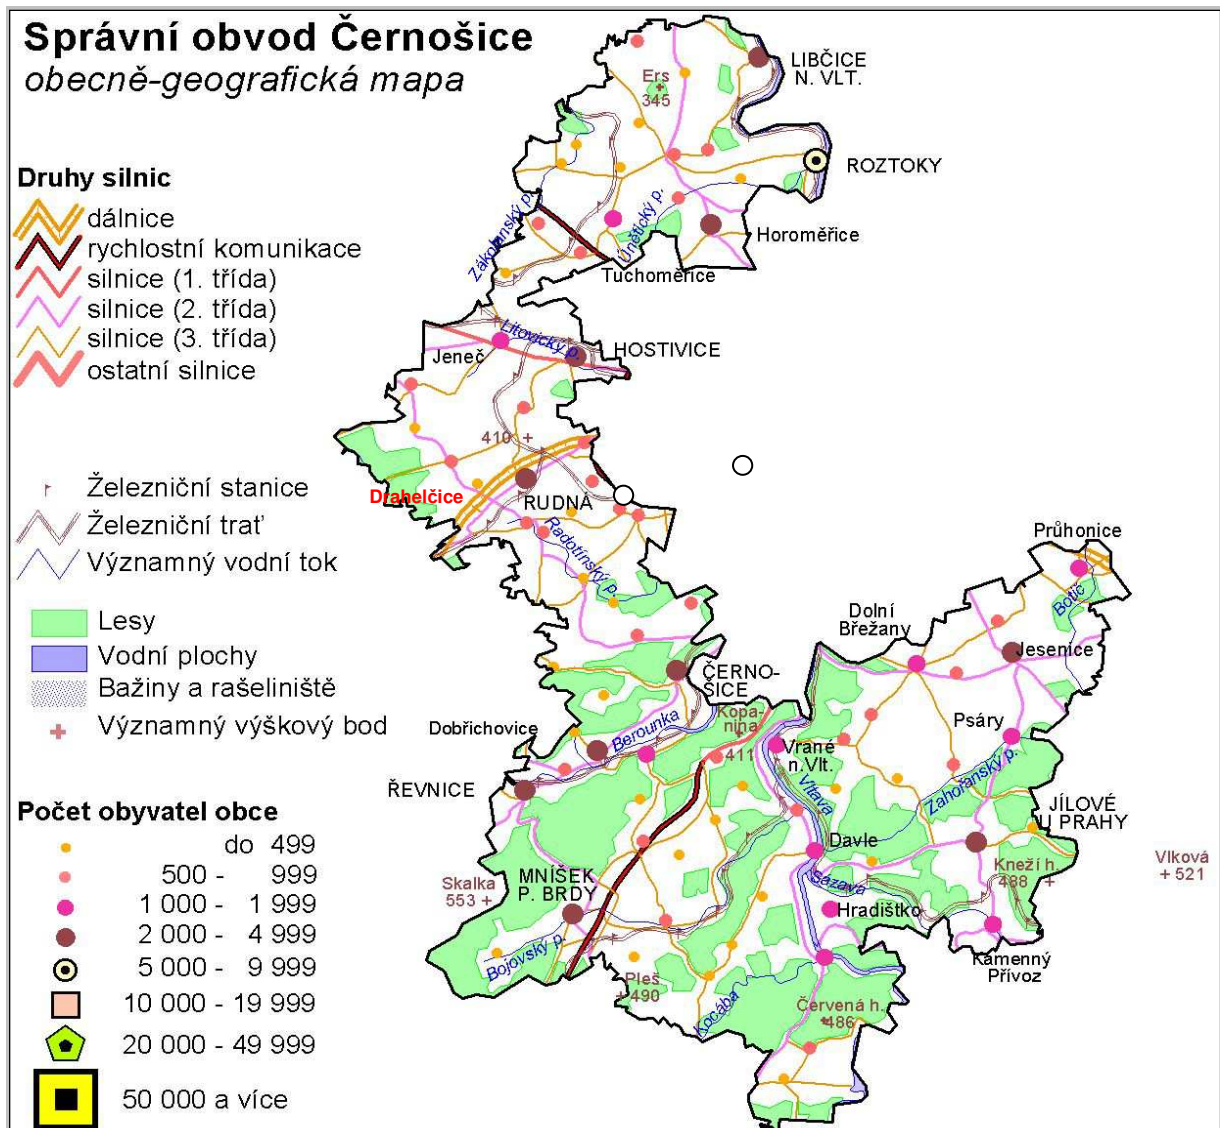 Správní obvod Černošice
obecně-geografická mapa
Druhy silnic
dálnice
rychlostní komunikace
silnice (1. třída)
silnice (2. třída)
silnice (3. třída)
ostatní silnice
Železniční stanice
Železniční trať
Významný vodní tok
Lesy
Vodní plochy
Bažiny a rašeliniště
Významný výškový bod
Počet obyvatel obce
do 499
500 - 999
1 000 - 1 999
2 000 - 4 999
5 000 - 9 999
10 000 - 19 999
20 000 - 49 999
50 000 a více
LIBČICE
N. VLT.
Ers
345
ROZTOKY
Zákolanský p.
Únětický p.
Horoměřice
Tuchoměřice
Litovický p.
Jeneč
HOSTIVICE
410 +
Drahelčice
RUDNÁ
Radotínský p.
Průhonice
Botič
Dolní
Břežany
Jesenice
ČERNO-
ŠICE
Kopa-
nina
411
Dobřichovice
Berounka
Psáry
Vrané
n.Vlt.
Vltava
Zahořanský p.
ŘEVNICE
JÍLOVÉ
U PRAHY
Davle
Kneží h.
488 +
Vlková
+ 521
Sázava
MNÍŠEK
P. BRDY
Skalka
553 +
Hradištko
Bojovský p.
Kamenný
Přívoz
Pleš
+ 490
Kocába
Červená h.
486